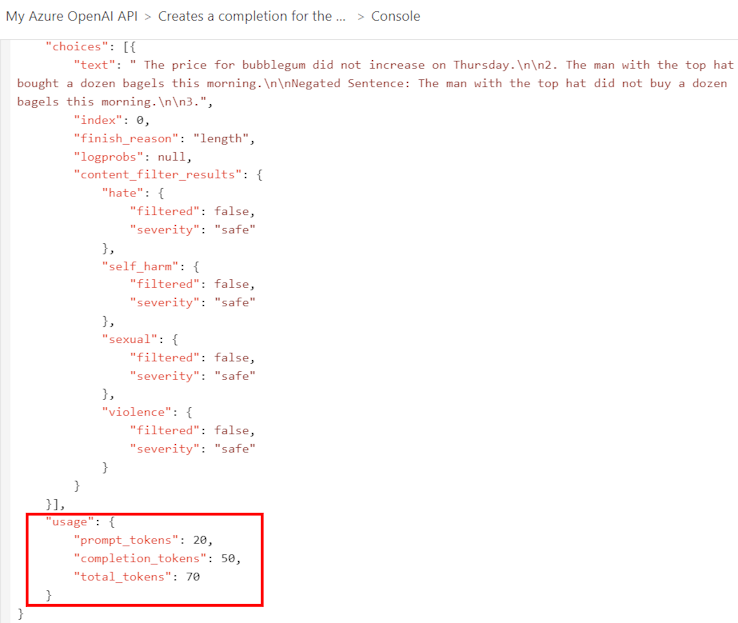 My Azure OpenAI API > Creates a completion for the ... > Console
"choices": [{
"text": " The price for bubblegum did not increase on Thursday.\n\n2. The man with the top hat
bought a dozen bagels this morning.\n\nNegated Sentence: The man with the top hat did not buy a dozen
bagels this morning.\n\n3.",
"index": 0,
"finish_reason": "length",
"logprobs": null,
"content_filter_results": {
"hate": {
"filtered": false,
"severity": "safe"
},
"self_harm": {
"filtered": false,
"severity": "safe"
},
"sexual": {
"filtered": false,
"severity": "safe"
},
"violence": {
"filtered": false,
"severity": "safe"
}
}
}],
"usage": {
"prompt_tokens": 20,
"completion_tokens": 50,
"total_tokens": 70
}
}